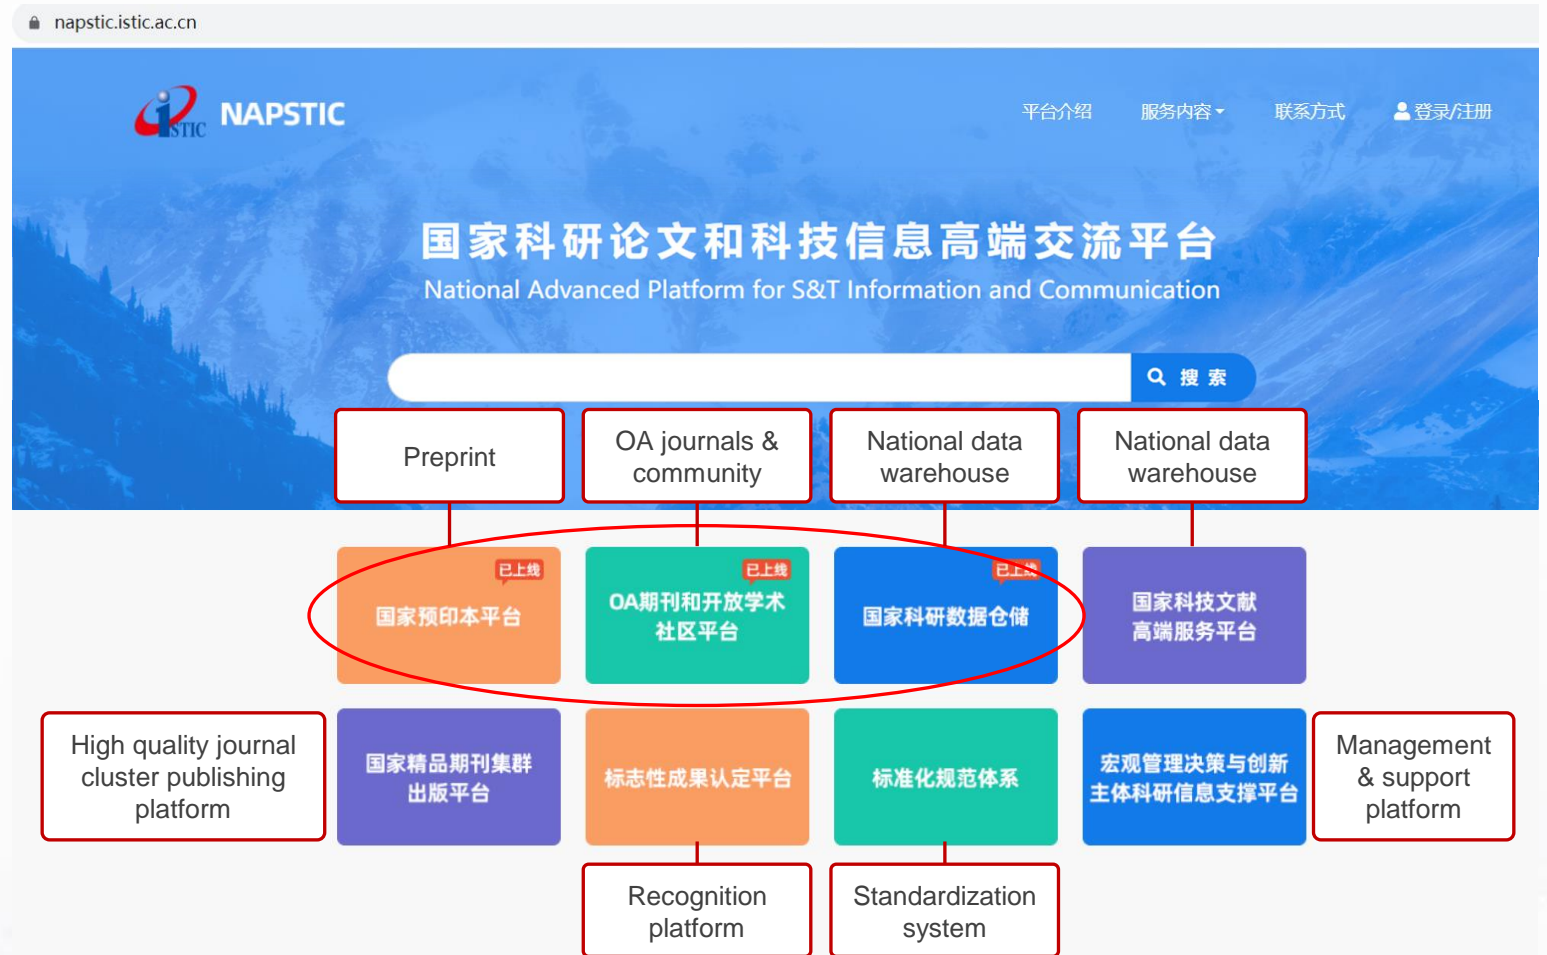 napstic.istic.ac.cn
iSTIC NAPSTIC
平台介绍 服务内容 联系方式 登录/注册
国家科研论文和科技信息高端交流平台
National Advanced Platform for S&T Information and Communication
搜索
Preprint
OA journals &
community
National data
warehouse
National data
warehouse
已上线
国家预印本平台
已上线
OA期刊和开放学术
社区平台
已上线
国家科研数据仓储
国家科技文献
高端服务平台
High quality journal
cluster publishing
platform
国家精品期刊集群
出版平台
标志性成果认定平台
标准化规范体系
宏观管理决策与创新
主体科研信息支撑平台
Management
& support
platform
Recognition
platform
Standardization
system